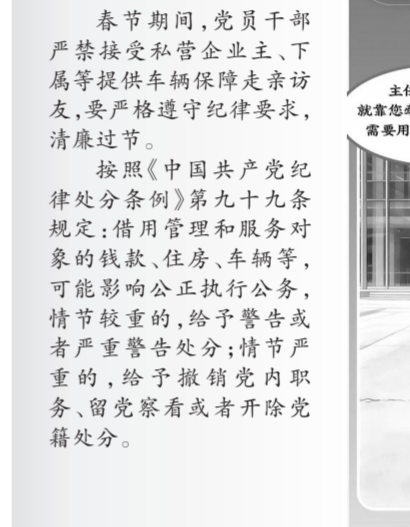 春节期间,党员干部
严禁接受私营企业主、下
属等提供车辆保障走亲访
友,要严格遵守纪律要求,
清廉过节。
按照《中国共产党纪
律处分条例》第九十九条
规定:借用管理和服务对
象的钱款、住房、车辆等,
可能影响公正执行公务,
情节较重的,给予警告或
者严重警告处分;情节严
重的,给予撤销党内职
务、留党察看或者开除党
籍处分。
主任
就靠您
需要用